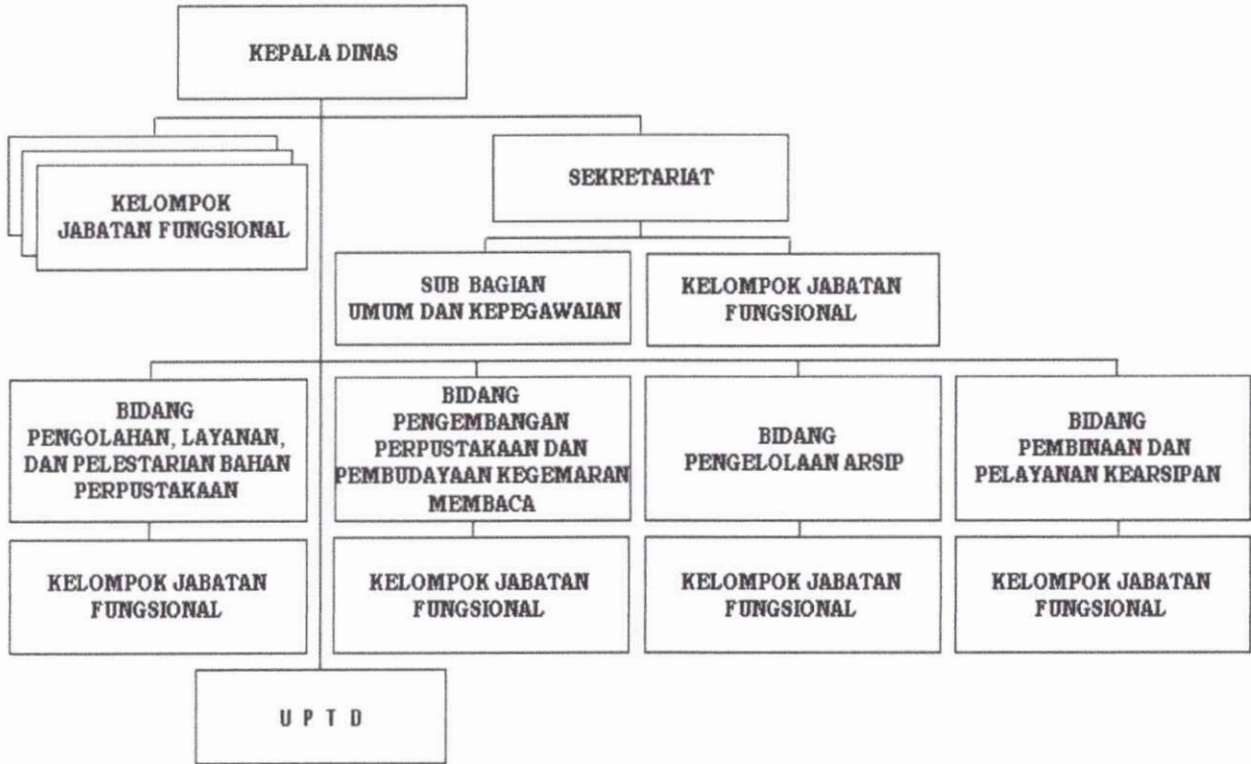 KEPALA DINAS
KELOMPOK
JABATAN FUNGSIONAL
SEKRETARIAT
SUB BAGIAN
UMUM DAN KEPEGAWAIAN
KELOMPOK JABATAN
FUNGSIONAL
BIDANG
PENGOLAHAN, LAYANAN,
DAN PELESTARIAN BAHAN
PERPUSTAKAAN
BIDANG
PENGEMBANGAN
PERPUSTAKAAN DAN
PEMBUDAYAAN KEGEMARAN
MEMBACA
BIDANG
PENGELOLAAN ARSIP
BIDANG
PEMBINAAN DAN
PELAYANAN KEARSIPAN
KELOMPOK JABATAN
FUNGSIONAL
KELOMPOK JABATAN
FUNGSIONAL
KELOMPOK JABATAN
FUNGSIONAL
KELOMPOK JABATAN
FUNGSIONAL
U P T D